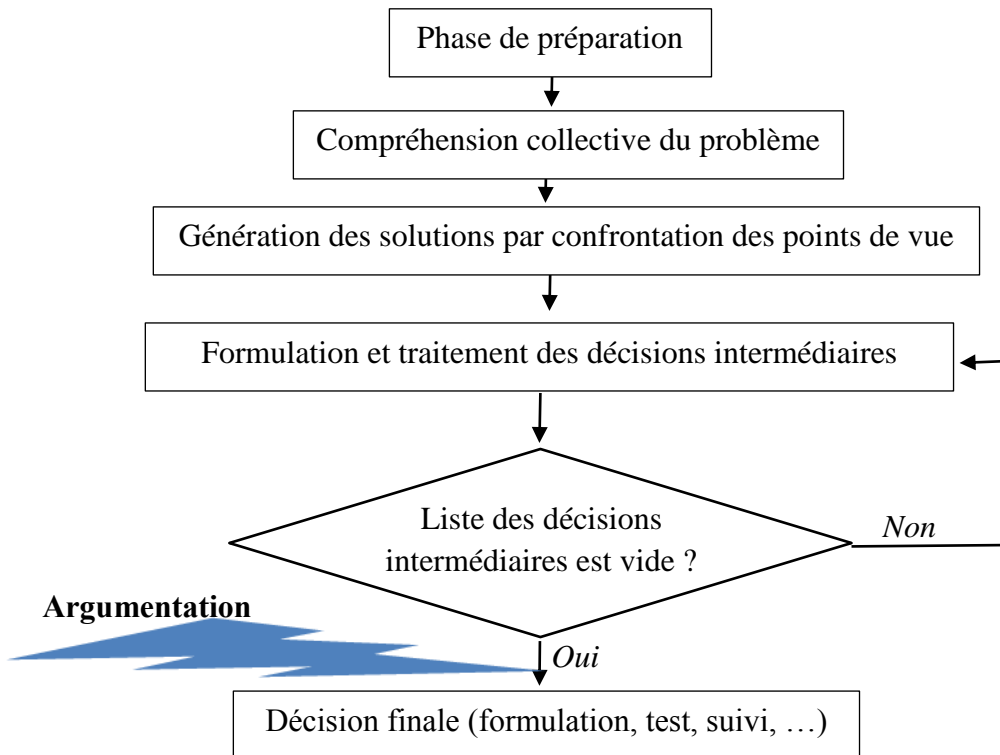 Phase de préparation
Compréhension collective du problème
Génération des solutions par confrontation des points de vue
Formulation et traitement des décisions intermédiaires
Liste des décisions
intermédiaires est vide ?
Non
Argumentation
Oui
Décision finale (formulation, test, suivi, …)